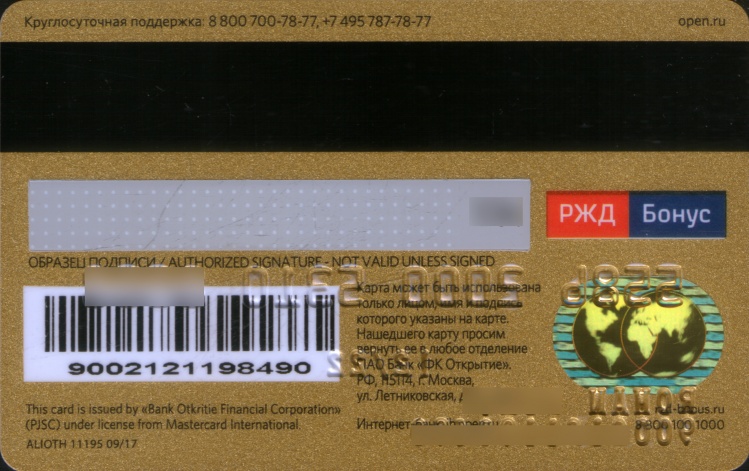 Круглосуточная поддержка: 8 800 700-78-77, +7 495 787-78-77
open.ru
РЖД Бонус
ОБРАЗЕЦ ПОДПИСИ / AUTHORIZED SIGNATURE - NOT VALID UNLESS SIGNED
Карта может быть использована
только лицом, имя и подпись
которого указаны на карте.
Нашедшего карту просим
вернуть ее в любое отделение
ПАО Банк «ФК Открытие».
РФ, 115114, г. Москва,
ул. Летниковская,
9002121198490
This card is issued by «Bank Otkritie Financial Corporation»
(PJSC) under license from Mastercard International.
ALIOTH 11195 09/17
8 800 100 1000